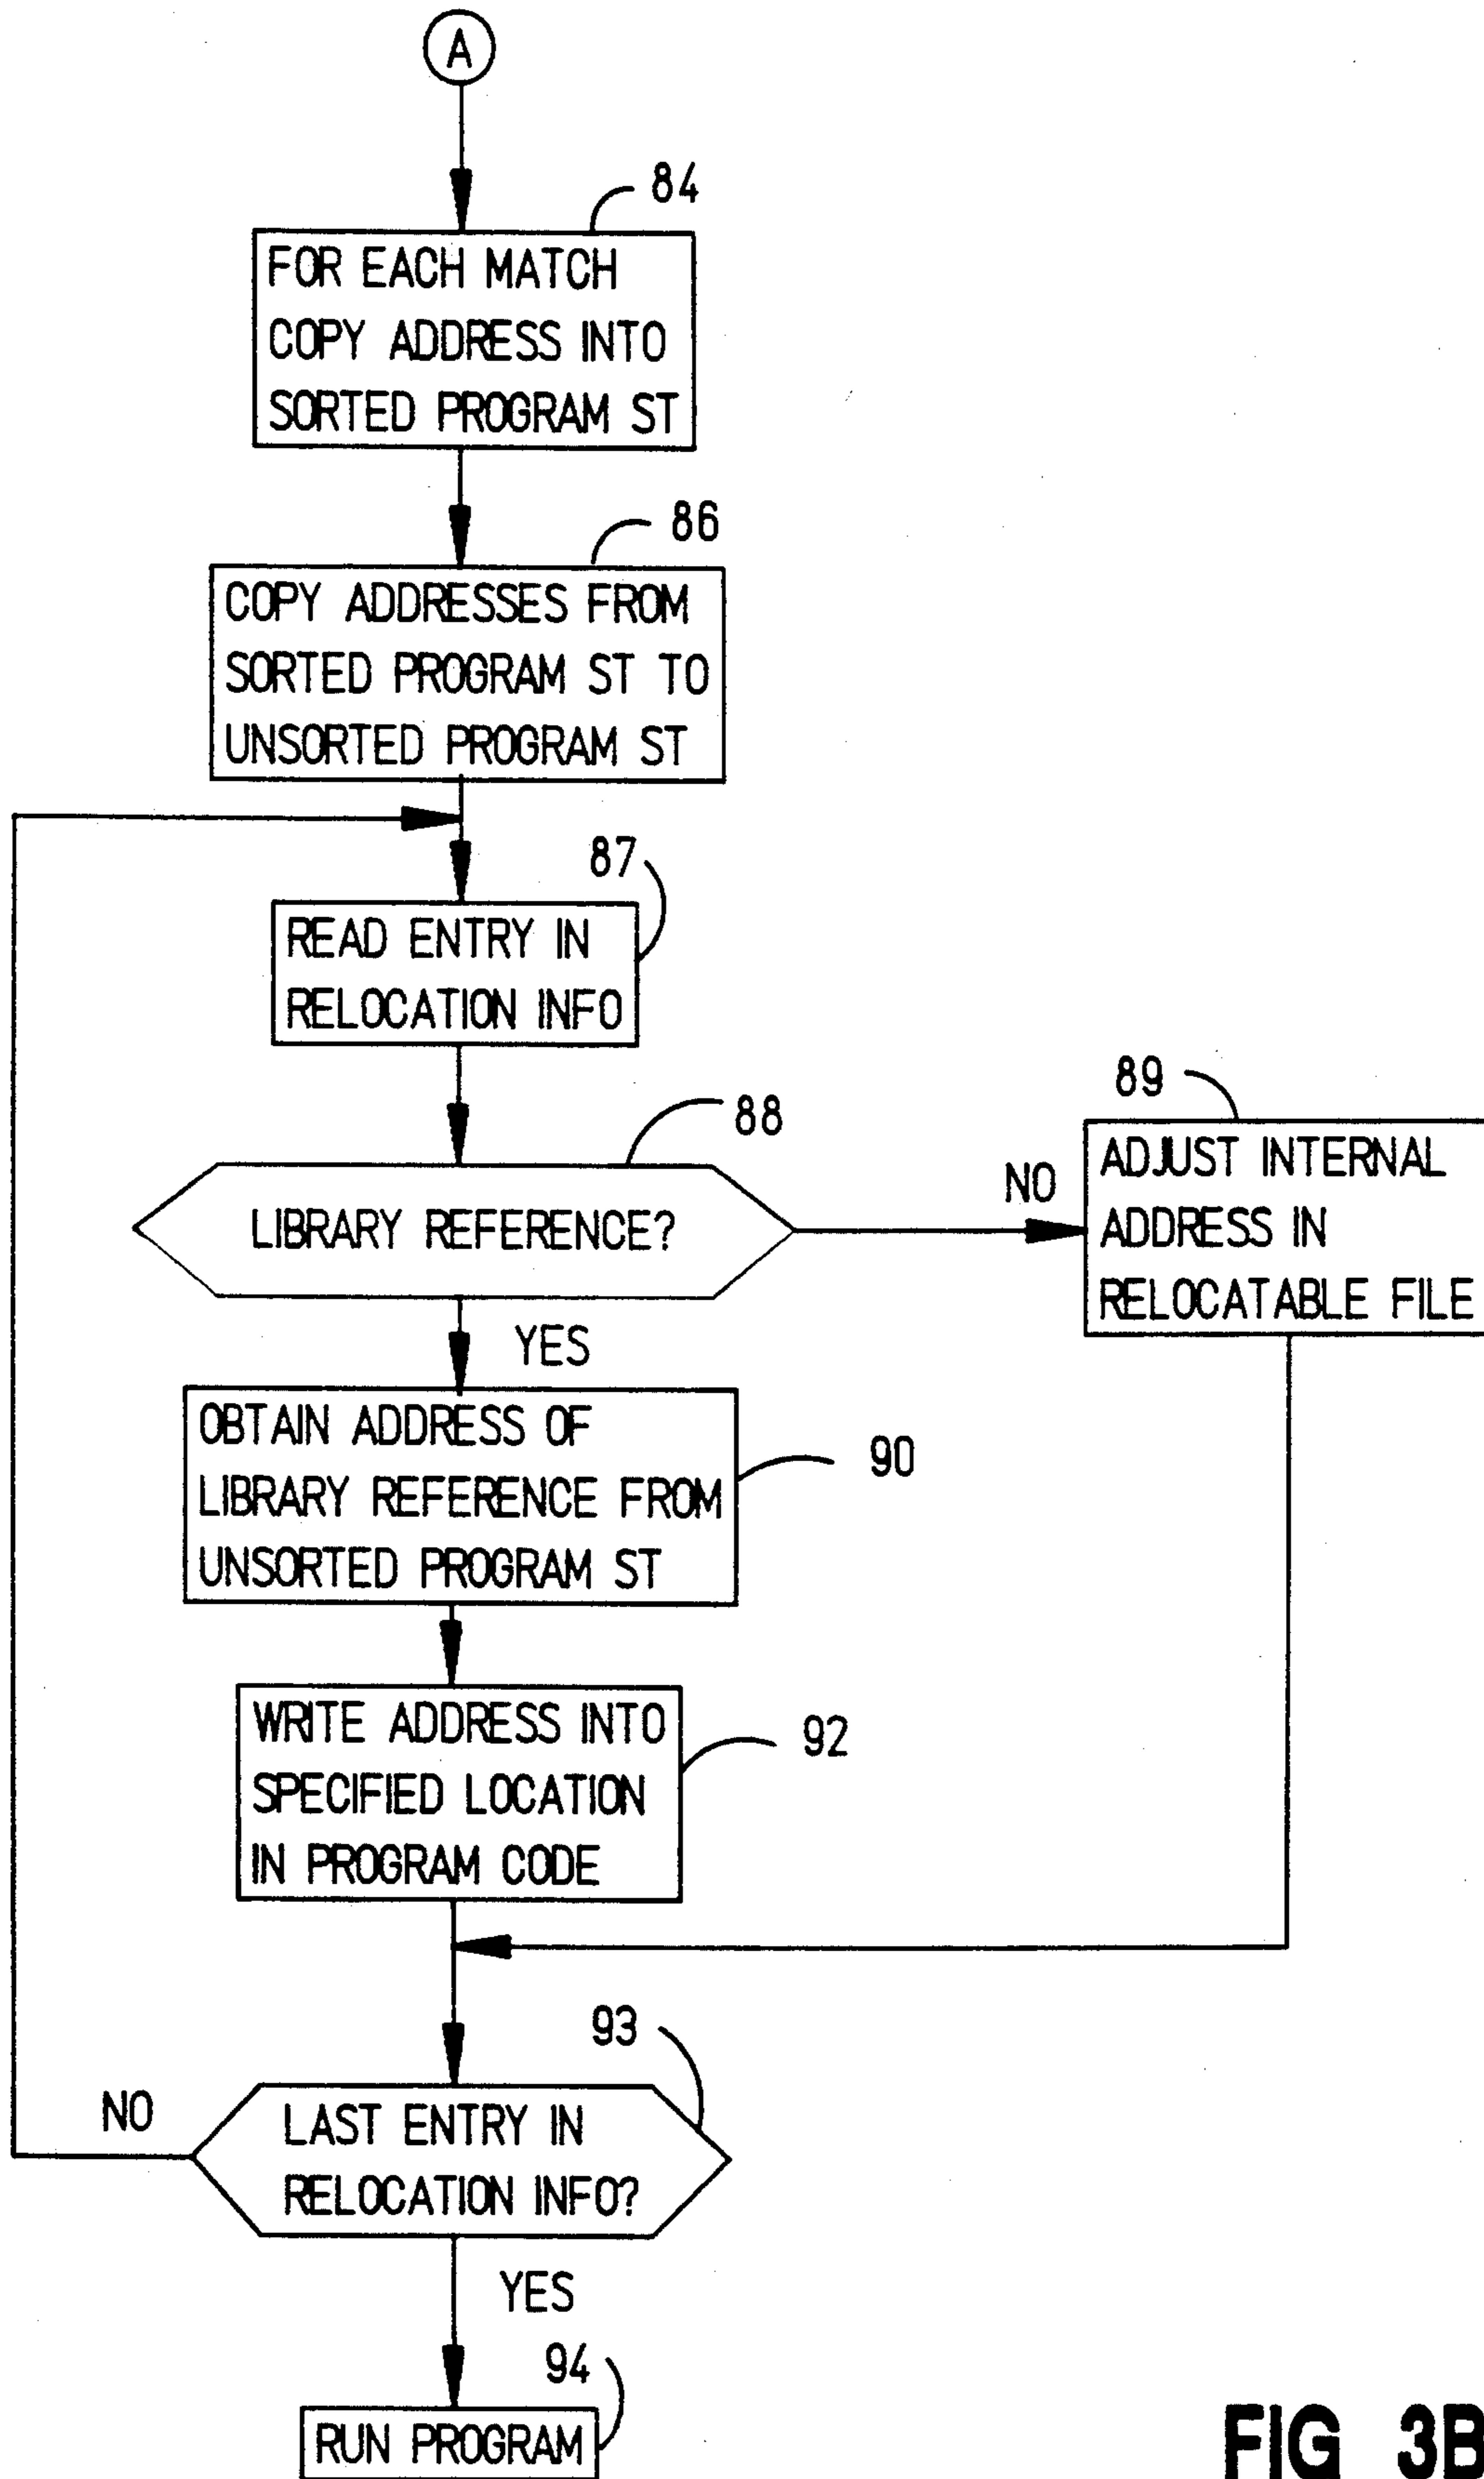 A
84
FOR EACH MATCH
COPY ADDRESS INTO
SORTED PROGRAM ST
86
COPY ADDRESSES FROM
SORTED PROGRAM ST TO
UNSORTED PROGRAM ST
87
READ ENTRY IN
RELOCATION INFO
88
LIBRARY REFERENCE?
NO
89
ADJUST INTERNAL
ADDRESS IN
RELOCATABLE FILE
YES
OBTAIN ADDRESS OF
LIBRARY REFERENCE FROM
UNSORTED PROGRAM ST
90
WRITE ADDRESS INTO
SPECIFIED LOCATION
IN PROGRAM CODE
92
93
NO
LAST ENTRY IN
RELOCATION INFO?
YES
94
RUN PROGRAM
FIG 3B